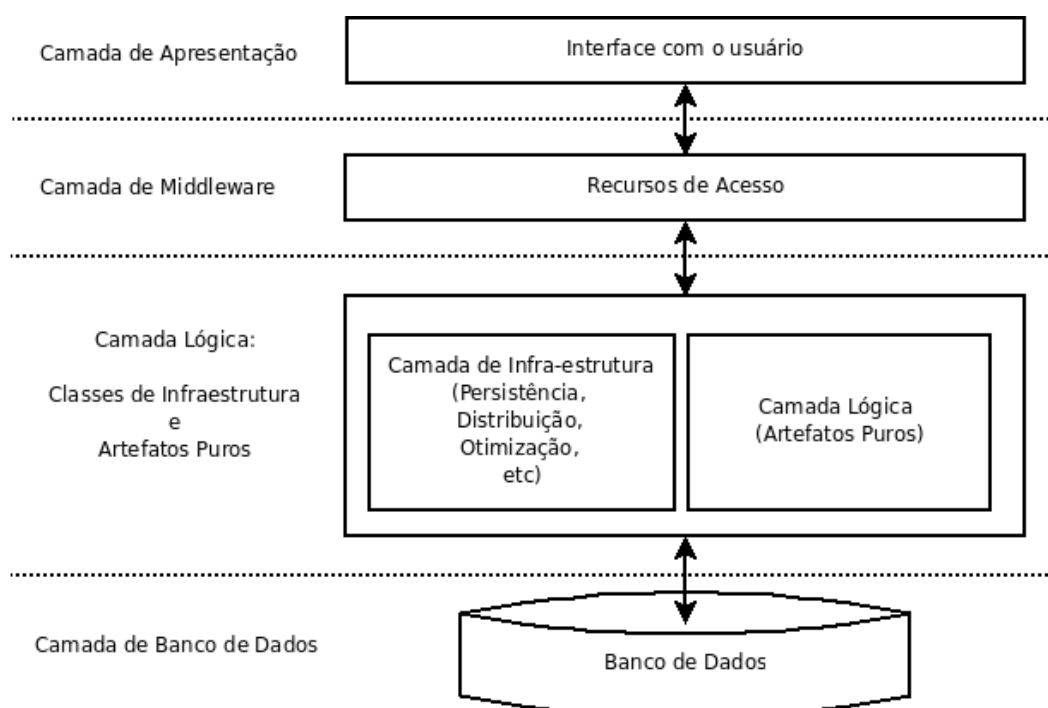 Camada de Apresentação
Interface com o usuário
Camada de Middleware
Recursos de Acesso
Camada Lógica:
Classes de Infraestrutura
e
Artefatos Puros
Camada de Infra-estrutura
(Persistência,
Distribuição,
Otimização,
etc)
Camada Lógica
(Artefatos Puros)
Camada de Banco de Dados
Banco de Dados